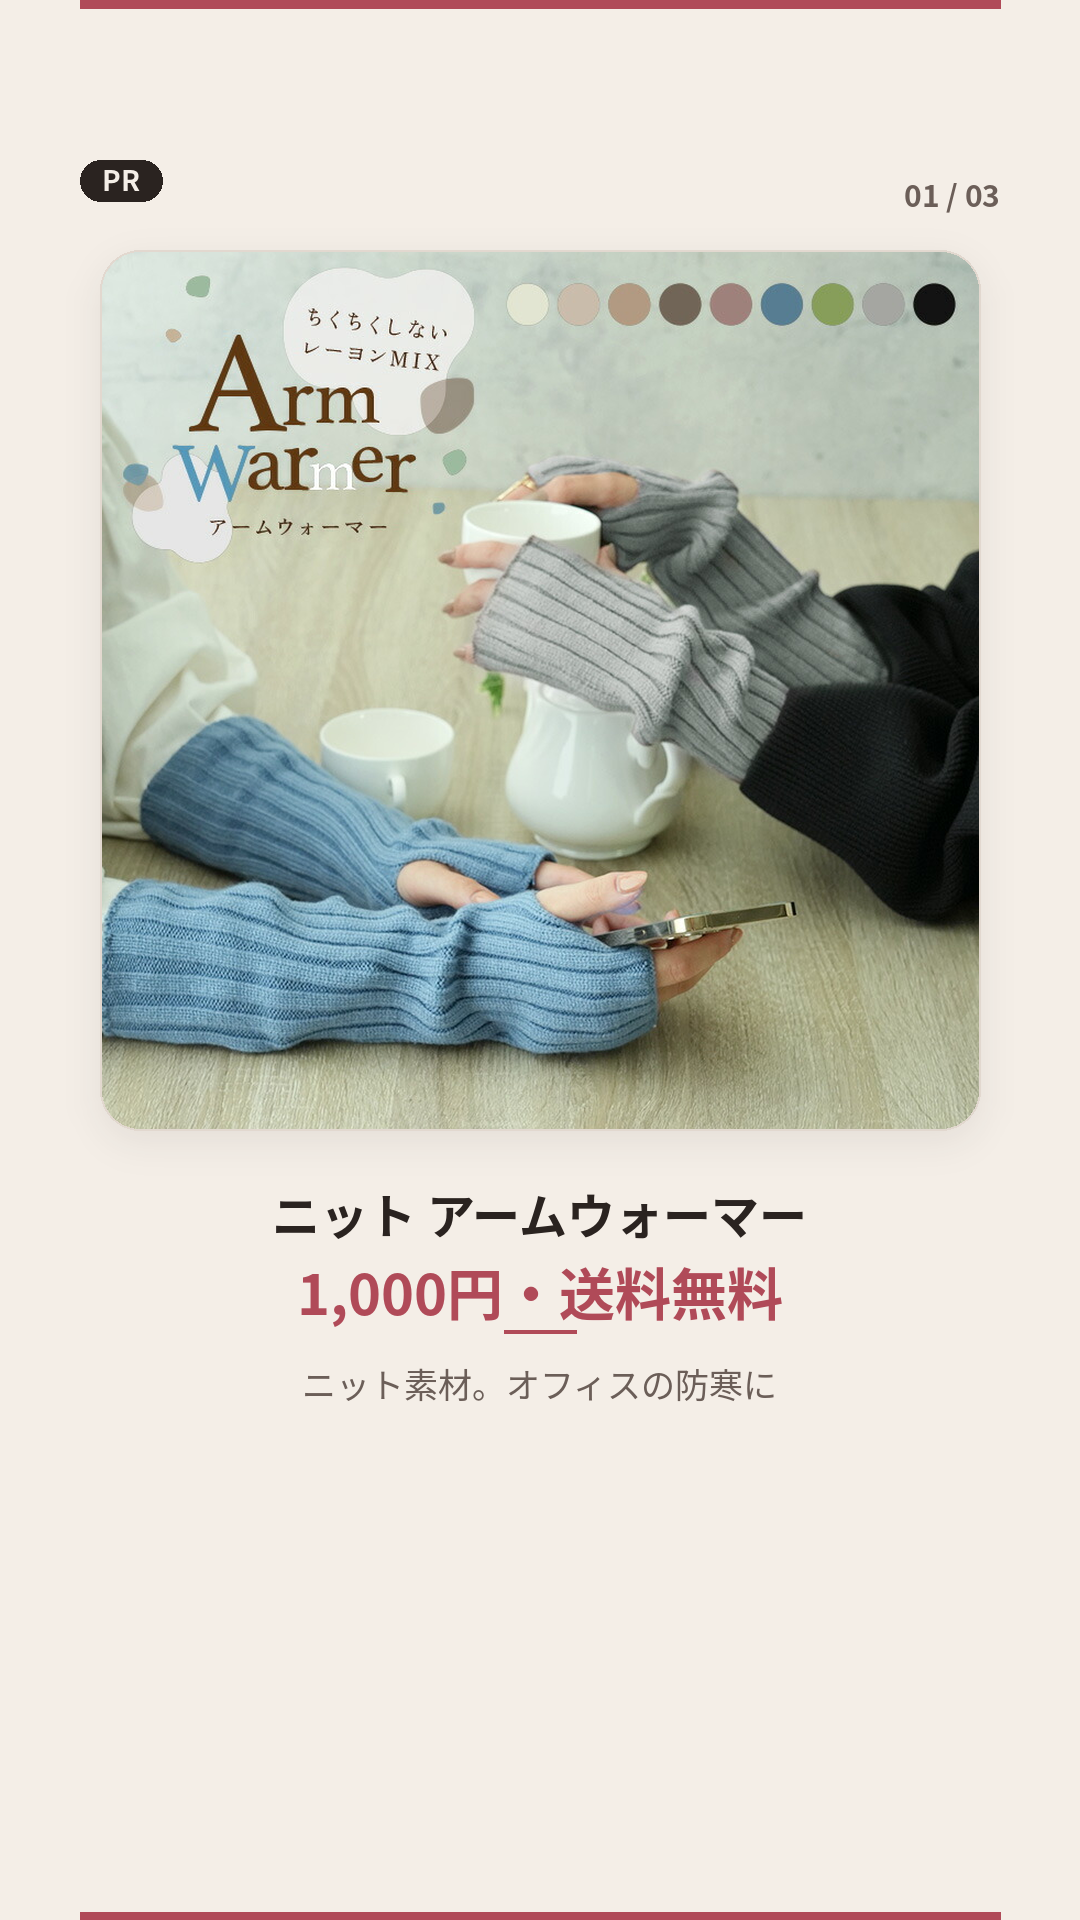 PR
01 / 03
ちくちくしない
レーヨンMIX
Arm
Warmer
アームウォーマー
ニット アームウォーマー
1,000円・送料無料
ニット素材。オフィスの防寒に